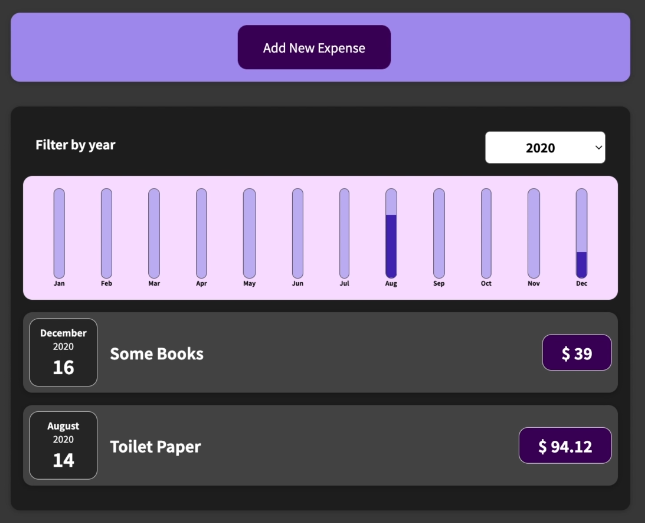 Add New Expense
Filter by year
2020
Jan Feb Mar Apr May Jun Jul Aug Sep Oct Nov Dec
December
2020
16
Some Books
$ 39
August
2020
14
Toilet Paper
$ 94.12